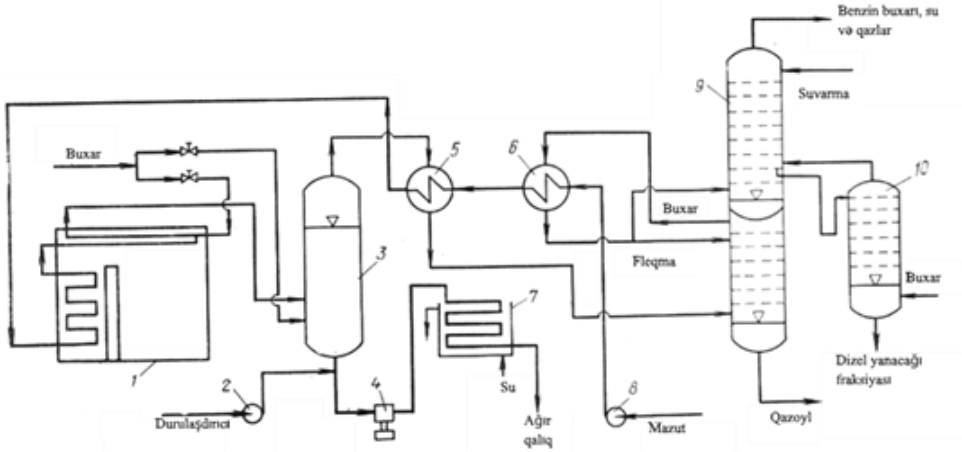 Benzin buxarı, su
və qazlar
9
Suvarma
Buxar
5
6
10
3
Buxar
Fleqma
7
Buxar
1
2
4
Su
8
Dizel yanacağı
fraksiyası
Durulaşdırıcı
Ağır
qalıq
Mazut
Qazoyl